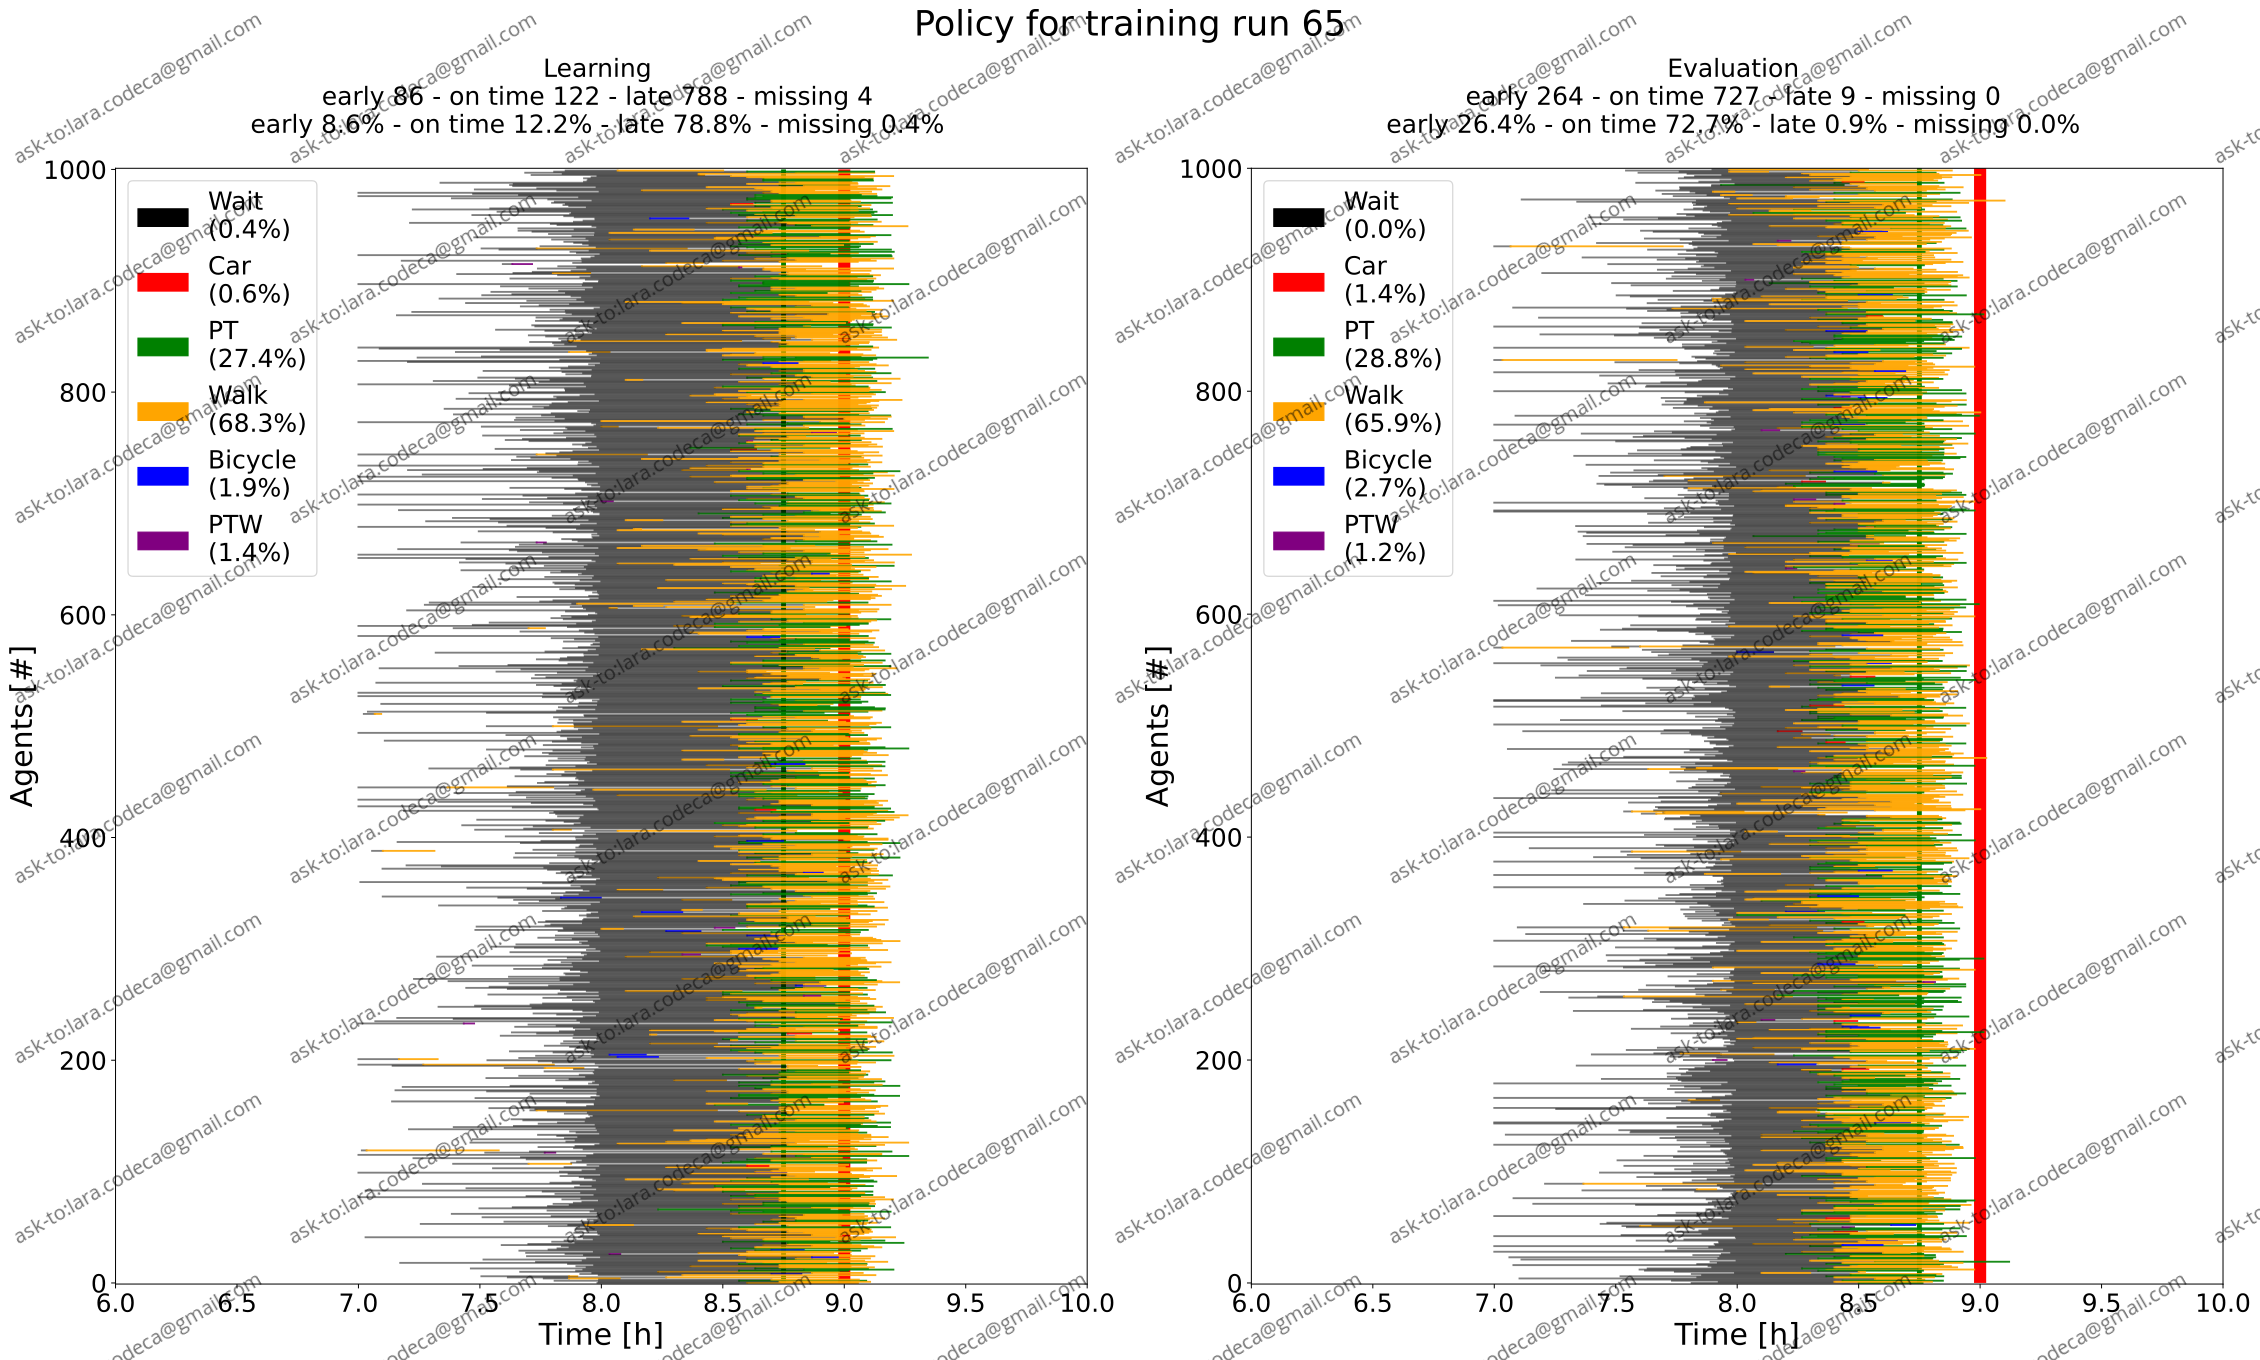 Policy for training run 65
Learning
early 86 - on time 122 - late 788 - missing 4
early 8.6% - on time 12.2% - late 78.8% - missing 0.4%
1000
800
600
400
200
0
Agents [#]
Wait
(0.4%)
Car
(0.6%)
PT
(27.4%)
Walk
(68.3%)
Bicycle
(1.9%)
PTW
(1.4%)
6.0 6.5 7.0 7.5 8.0 8.5 9.0 9.5 10.0
Time [h]
Evaluation
early 264 - on time 727 - late 9 - missing 0
early 26.4% - on time 72.7% - late 0.9% - missing 0.0%
1000
800
600
400
200
0
Agents [#]
Wait
(0.0%)
Car
(1.4%)
PT
(28.8%)
Walk
(65.9%)
Bicycle
(2.7%)
PTW
(1.2%)
6.0 6.5 7.0 7.5 8.0 8.5 9.0 9.5 10.0
Time [h]
ask-to:lara.codeca@gmail.com